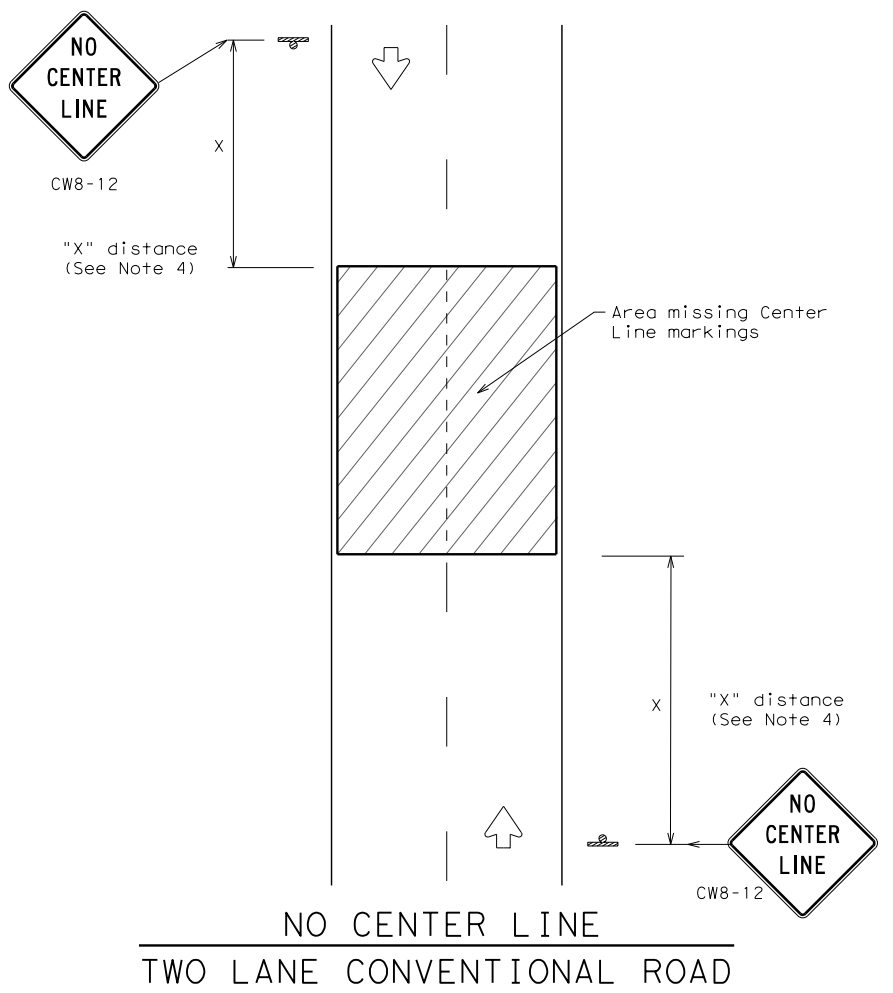 NO
CENTER
LINE
CW8-12
X
"X" distance
(See Note 4)
Area missing Center
Line markings
X
"X" distance
(See Note 4)
NO
CENTER
LINE
CW8-12
NO CENTER LINE
TWO LANE CONVENTIONAL ROAD